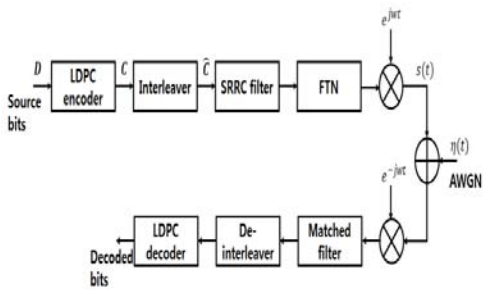 e^{jwt}
D
LDPC
encoder
C
Interleaver
Ĉ
SRRC filter
FTN
s(t)
Source
bits
η(t)
AWGN
e^{-jwt}
LDPC
decoder
De-
interleaver
Matched
filter
Decoded
bits